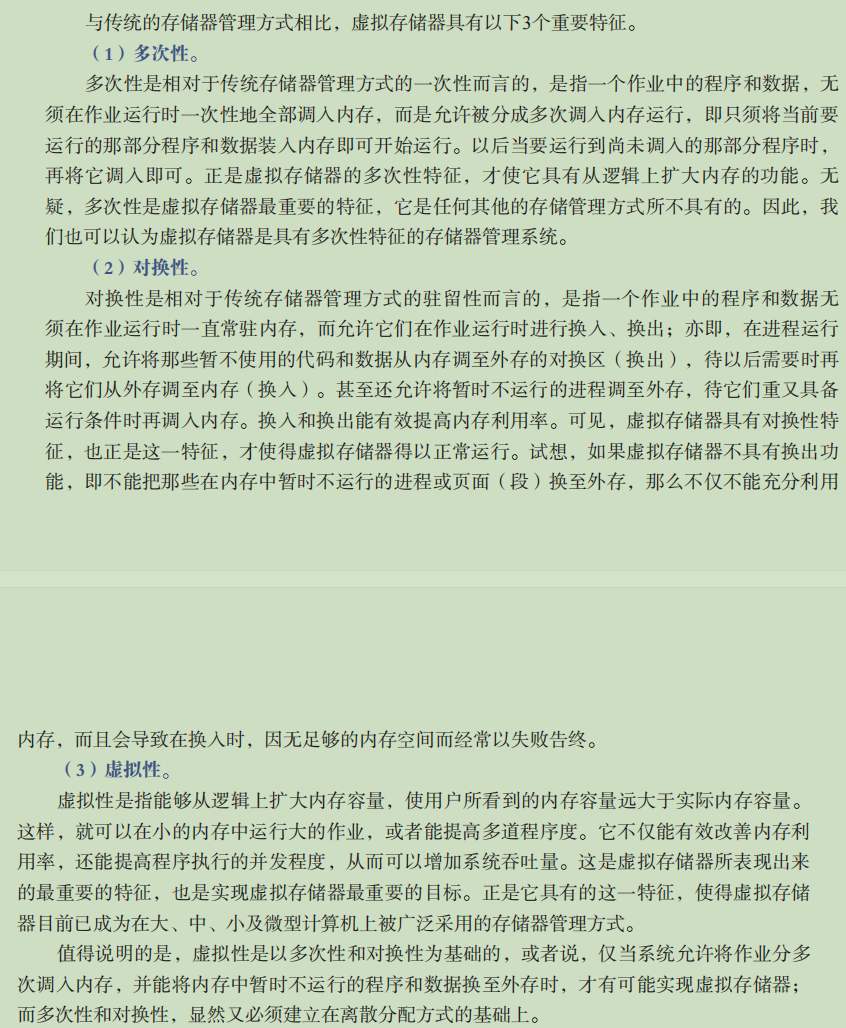 与传统的存储器管理方式相比，虚拟存储器具有以下3个重要特征。
（1）多次性。
多次性是相对于传统存储器管理方式的一次性而言的，是指一个作业中的程序和数据，无
须在作业运行时一次性地全部调入内存，而是允许被分成多次调入内存运行，即只须将当前要
运行的那部分程序和数据装入内存即可开始运行。以后当要运行到尚未调入的那部分程序时，
再将它调入即可。正是虚拟存储器的多次性特征，才使它具有从逻辑上扩大内存的功能。无
疑，多次性是虚拟存储器最重要的特征，它是任何其他的存储管理方式所不具有的。因此，我
们也可以认为虚拟存储器是具有多次性特征的存储器管理系统。
（2）对换性。
对换性是相对于传统存储器管理方式的驻留性而言的，是指一个作业中的程序和数据无
须在作业运行时一直常驻内存，而允许它们在作业运行时进行换入、换出；亦即，在进程运行
期间，允许将那些暂不使用的代码和数据从内存调至外存的对换区（换出），待以后需要时再
将它们从外存调至内存（换入）。甚至还允许将暂时不运行的进程调至外存，待它们重又具备
运行条件时再调入内存。换入和换出能有效提高内存利用率。可见，虚拟存储器具有对换性特
征，也正是这一特征，才使得虚拟存储器得以正常运行。试想，如果虚拟存储器不具有换出功
能，即不能把那些在内存中暂时不运行的进程或页面（段）换至外存，那么不仅不能充分利用
内存，而且会导致在换入时，因无足够的内存空间而经常以失败告终。
（3）虚拟性。
虚拟性是指能够从逻辑上扩大内存容量，使用户所看到的内存容量远大于实际内存容量。
这样，就可以在小的内存中运行大的作业，或者能提高多道程序度。它不仅能有效改善内存利
用率，还能提高程序执行的并发程度，从而可以增加系统吞吐量。这是虚拟存储器所表现出来
的最重要的特征，也是实现虚拟存储器最重要的目标。正是它具有的这一特征，使得虚拟存储
器目前已成为在大、中、小及微型计算机上被广泛采用的存储器管理方式。
值得说明的是，虚拟性是以多次性和对换性为基础的，或者说，仅当系统允许将作业分多
次调入内存，并能将内存中暂时不运行的程序和数据换至外存时，才有可能实现虚拟存储器；
而多次性和对换性，显然又必须建立在离散分配方式的基础上。